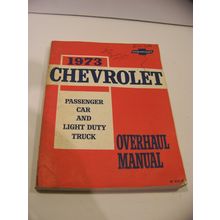 1973
CHEVROLET
PASSENGER
CAR
AND
LIGHT DUTY
TRUCK
OVERHAUL
MANUAL